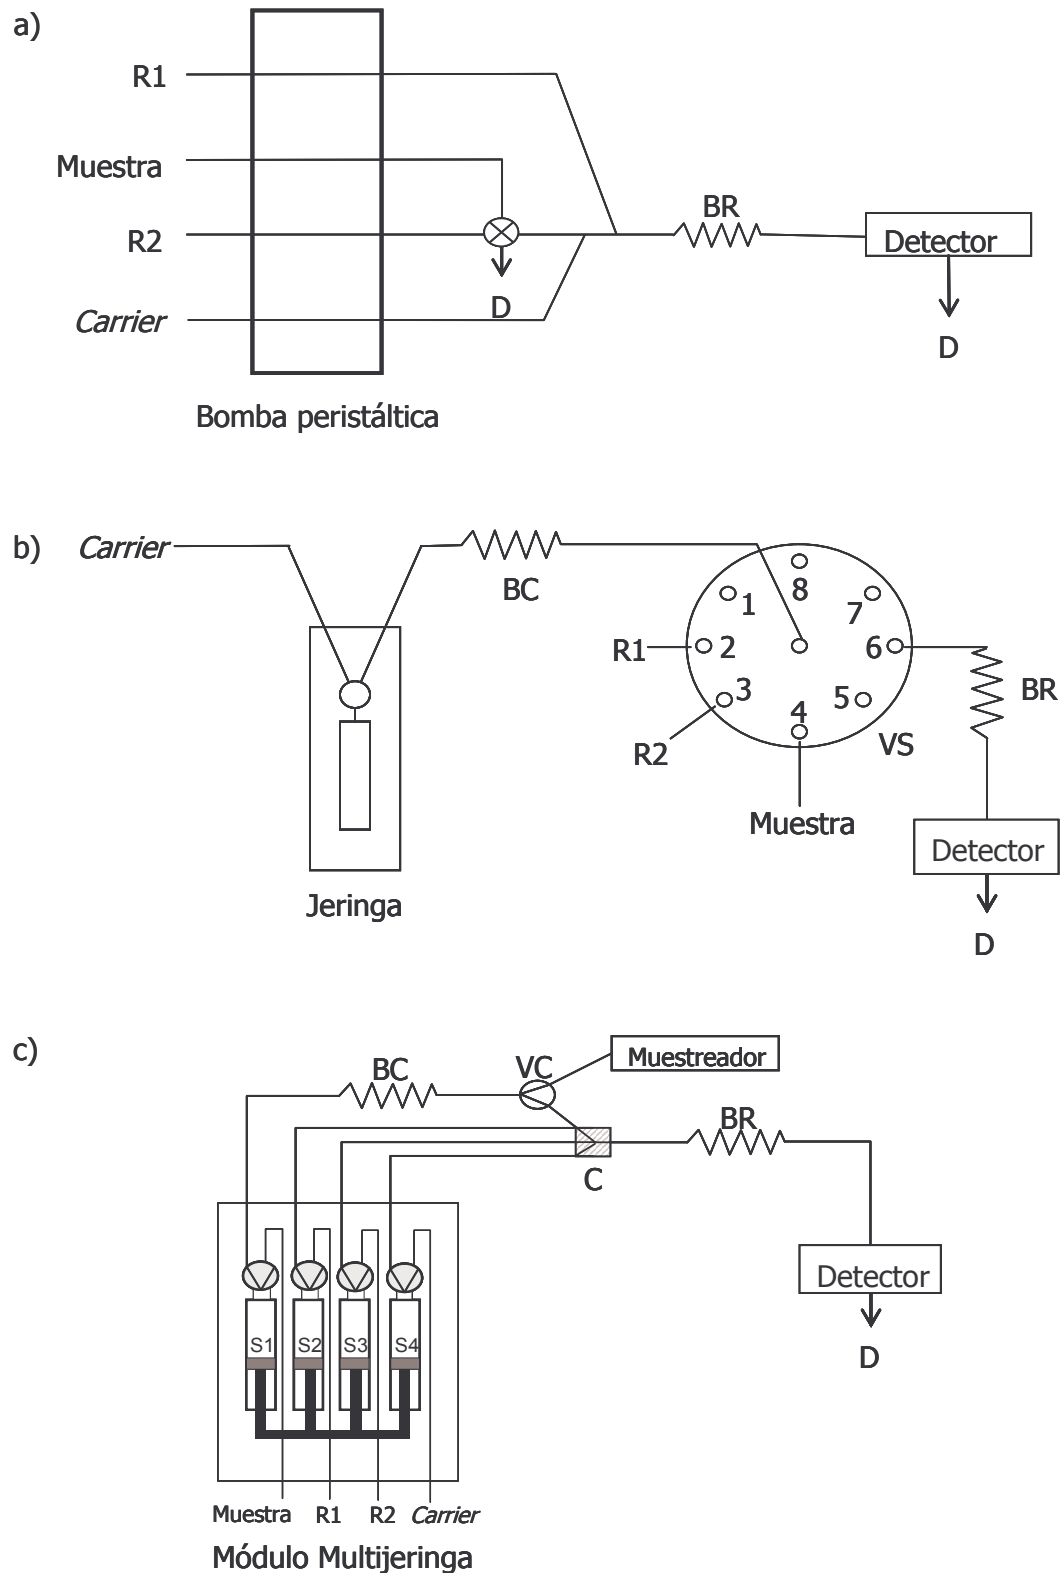 a)
R1
Muestra
R2
Carrier
D
BR
Detector
D
Bomba peristáltica
b)
Carrier
BC
8
1
7
R1
2
6
3
5
4
R2
VS
BR
Muestra
Detector
D
Jeringa
c)
BC
VC
Muestreador
BR
C
S1 S2 S3 S4
Detector
D
Muestra R1 R2 Carrier
Módulo Multijeringa